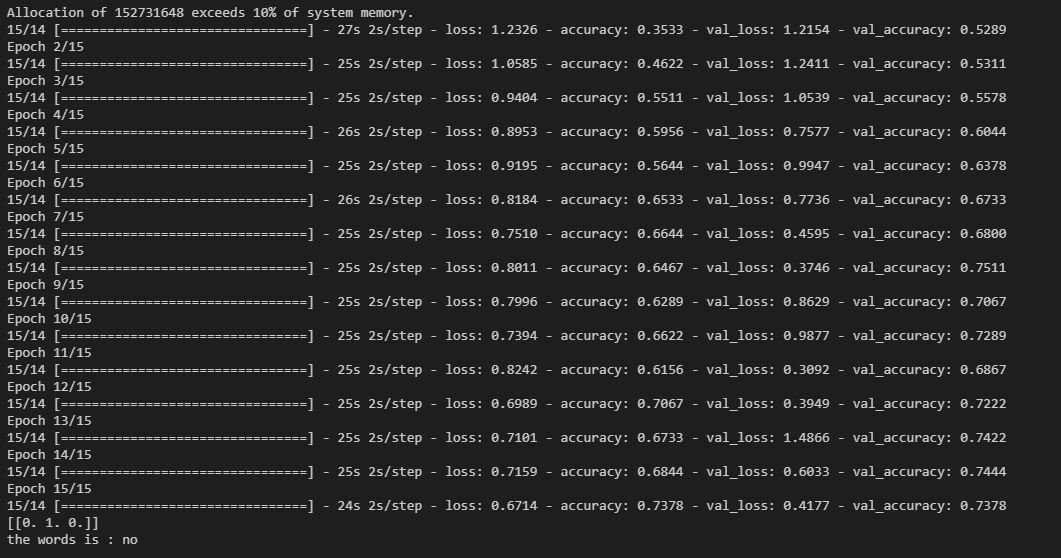 Allocation of 152731648 exceeds 10% of system memory.
15/14 [================================] - 27s 2s/step - loss: 1.2326 - accuracy: 0.3533 - val_loss: 1.2154 - val_accuracy: 0.5289
Epoch 2/15
15/14 [================================] - 25s 2s/step - loss: 1.0585 - accuracy: 0.4622 - val_loss: 1.2411 - val_accuracy: 0.5311
Epoch 3/15
15/14 [================================] - 25s 2s/step - loss: 0.9404 - accuracy: 0.5511 - val_loss: 1.0539 - val_accuracy: 0.5578
Epoch 4/15
15/14 [================================] - 26s 2s/step - loss: 0.8953 - accuracy: 0.5956 - val_loss: 0.7577 - val_accuracy: 0.6044
Epoch 5/15
15/14 [================================] - 25s 2s/step - loss: 0.9195 - accuracy: 0.5644 - val_loss: 0.9947 - val_accuracy: 0.6378
Epoch 6/15
15/14 [================================] - 26s 2s/step - loss: 0.8184 - accuracy: 0.6533 - val_loss: 0.7736 - val_accuracy: 0.6733
Epoch 7/15
15/14 [================================] - 25s 2s/step - loss: 0.7510 - accuracy: 0.6644 - val_loss: 0.4595 - val_accuracy: 0.6800
Epoch 8/15
15/14 [================================] - 25s 2s/step - loss: 0.8011 - accuracy: 0.6467 - val_loss: 0.3746 - val_accuracy: 0.7511
Epoch 9/15
15/14 [================================] - 25s 2s/step - loss: 0.7996 - accuracy: 0.6289 - val_loss: 0.8629 - val_accuracy: 0.7067
Epoch 10/15
15/14 [================================] - 25s 2s/step - loss: 0.7394 - accuracy: 0.6622 - val_loss: 0.9877 - val_accuracy: 0.7289
Epoch 11/15
15/14 [================================] - 25s 2s/step - loss: 0.8242 - accuracy: 0.6156 - val_loss: 0.3092 - val_accuracy: 0.6867
Epoch 12/15
15/14 [================================] - 25s 2s/step - loss: 0.6989 - accuracy: 0.7067 - val_loss: 0.3949 - val_accuracy: 0.7222
Epoch 13/15
15/14 [================================] - 25s 2s/step - loss: 0.7101 - accuracy: 0.6733 - val_loss: 1.4866 - val_accuracy: 0.7422
Epoch 14/15
15/14 [================================] - 25s 2s/step - loss: 0.7159 - accuracy: 0.6844 - val_loss: 0.6033 - val_accuracy: 0.7444
Epoch 15/15
15/14 [================================] - 24s 2s/step - loss: 0.6714 - accuracy: 0.7378 - val_loss: 0.4177 - val_accuracy: 0.7378
[[0. 1. 0.]]
the words is : no